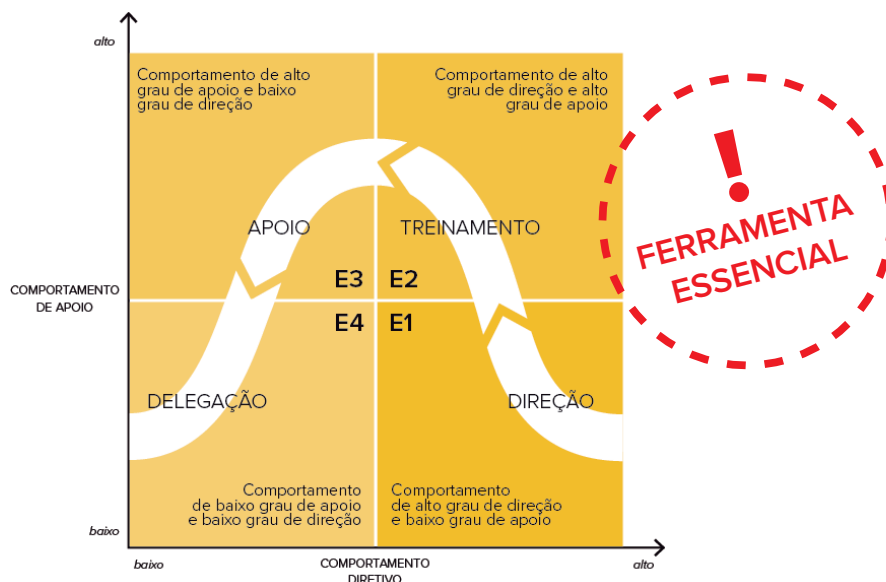 alto
Comportamento de alto
grau de apoio e baixo
grau de direção
Comportamento de alto
grau de direção e alto
grau de apoio
!
FERRAMENTA
ESSENCIAL
APOIO
TREINAMENTO
E3
E2
COMPORTAMENTO
DE APOIO
E4
E1
DELEGAÇÃO
DIREÇÃO
Comportamento
de baixo grau de apoio
e baixo grau de direção
Comportamento
de alto grau de direção
e baixo grau de apoio
baixo
baixo
COMPORTAMENTO
DIRETIVO
alto